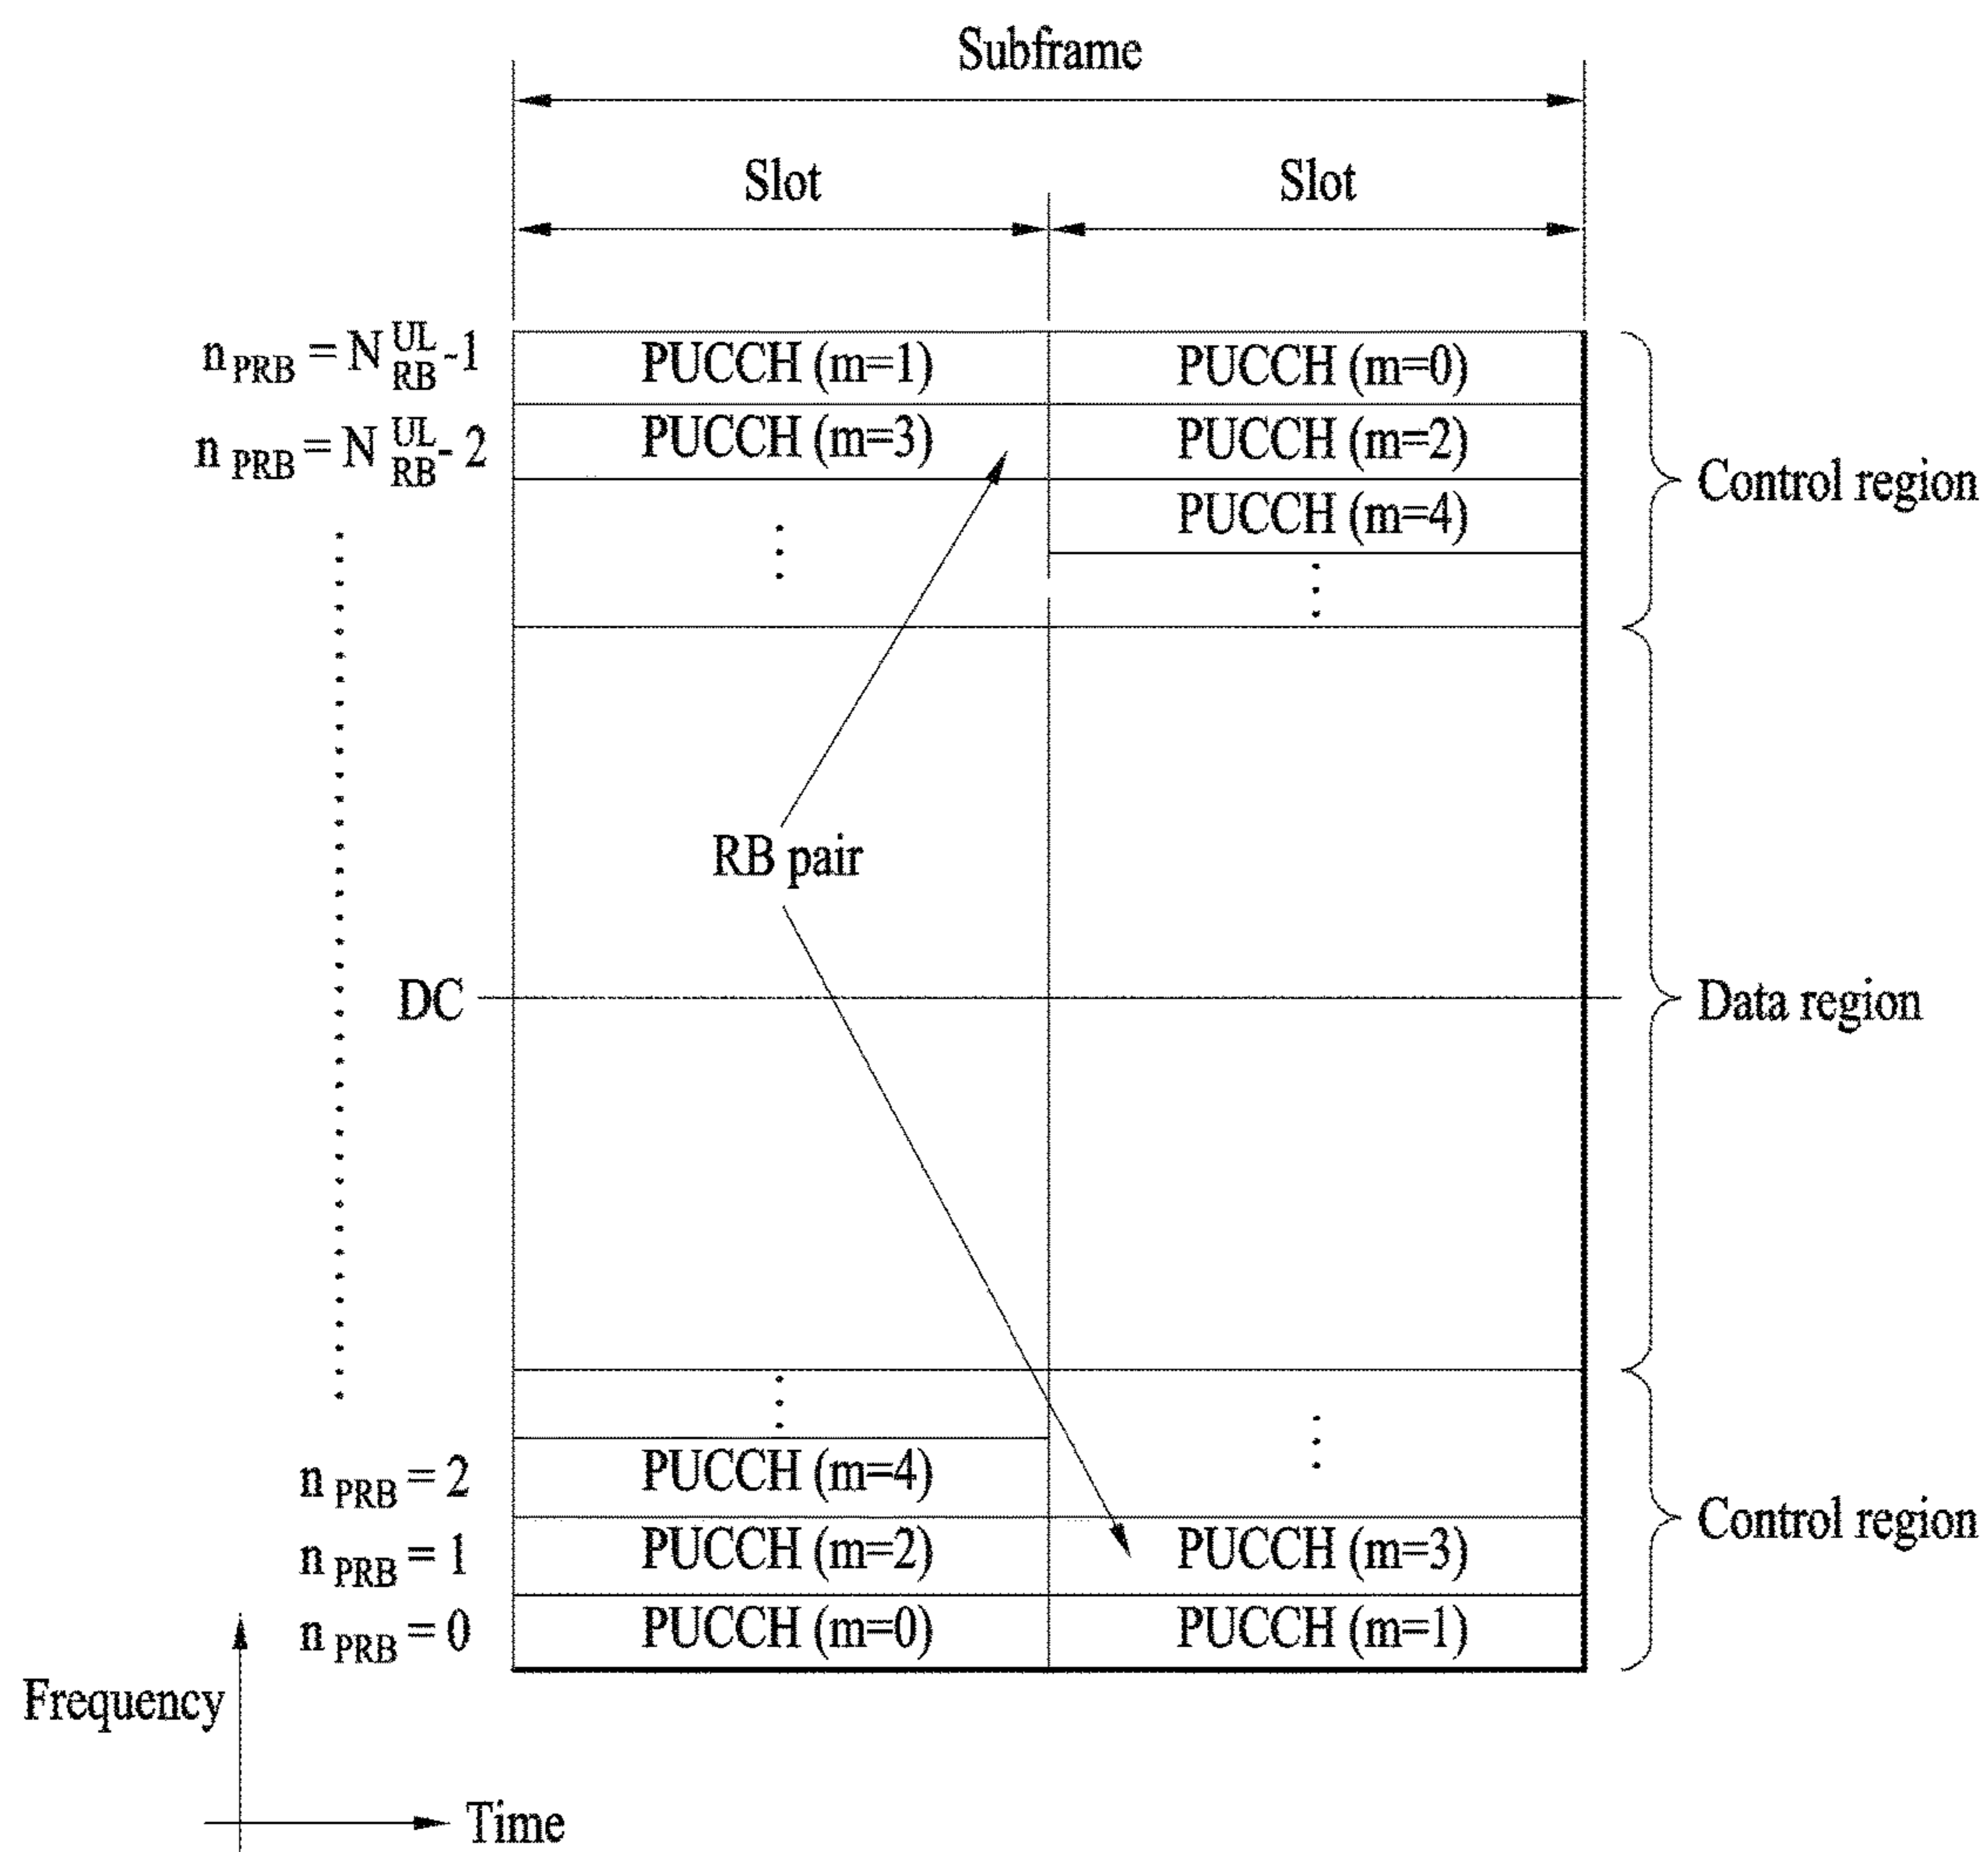 Subframe
Slot Slot
n PRB = N UL RB -1 PUCCH (m=1) PUCCH (m=0)
n PRB = N UL RB - 2 PUCCH (m=3) PUCCH (m=2)
Control region
PUCCH (m=4)
RB pair
DC
Data region
n PRB = 2 PUCCH (m=4)
Control region
n PRB = 1 PUCCH (m=2) PUCCH (m=3)
n PRB = 0 PUCCH (m=0) PUCCH (m=1)
Frequency
Time